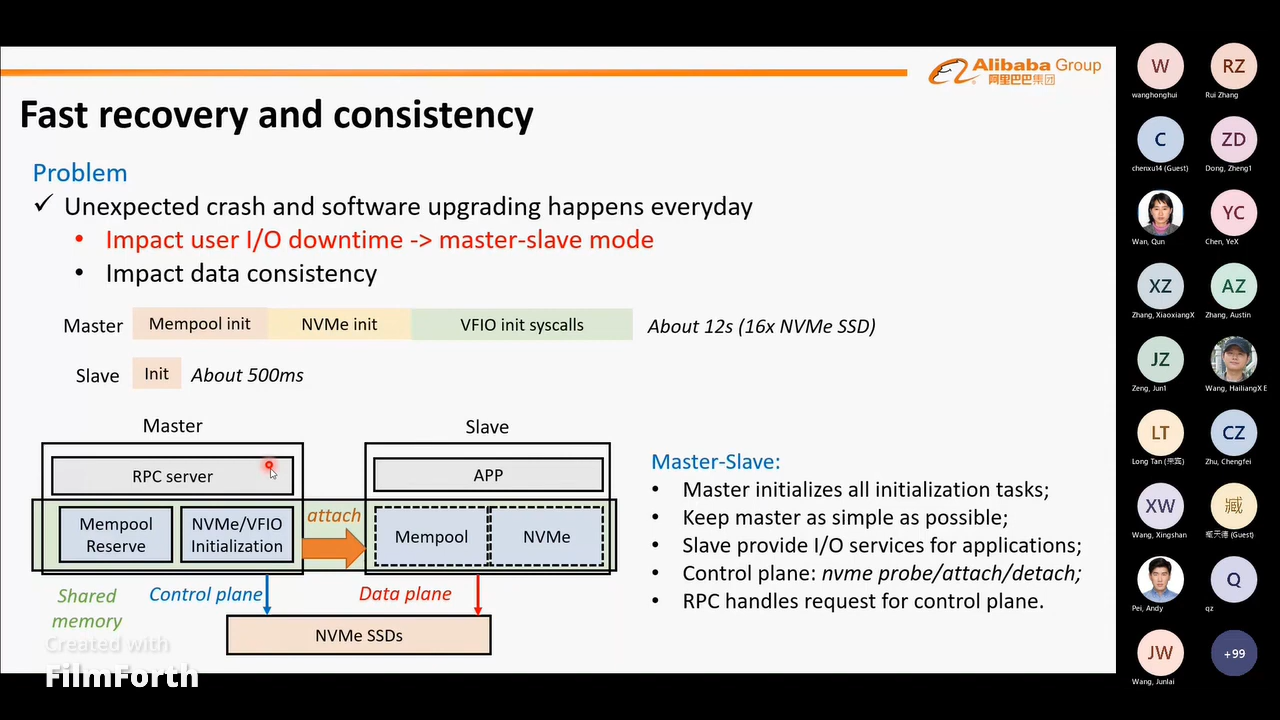 Alibaba Group
阿里巴巴集团
Fast recovery and consistency
Problem
✓ Unexpected crash and software upgrading happens everyday
• Impact user I/O downtime -> master-slave mode
• Impact data consistency
Master
Mempool init
NVMe init
VFIO init syscalls
About 12s (16x NVMe SSD)
Slave
Init
About 500ms
Master
Slave
RPC server
APP
Mempool
Reserve
NVMe/VFIO
Initialization
attach
Mempool
NVMe
Shared
memory
Control plane
Data plane
NVMe SSDs
Master-Slave:
• Master initializes all initialization tasks;
• Keep master as simple as possible;
• Slave provide I/O services for applications;
• Control plane: nvme probe/attach/detach;
• RPC handles request for control plane.
Created with
FilmForth
W
wanghonghui
RZ
Rui Zhang
C
chenxu14 (Guest)
ZD
Dong, Zheng1
Wan, Qun
YC
Chen, YeX
XZ
Zhang, XiaoxiangX
AZ
Zhang, Austin
JZ
Zeng, Jun1
Wang, HailiangX E
LT
Long Tan
CZ
Zhu, Chengfei
XW
Wang, Xingshan
臧
(Guest)
Pei, Andy
Q
qz
JW
Wang, Junlai
+99